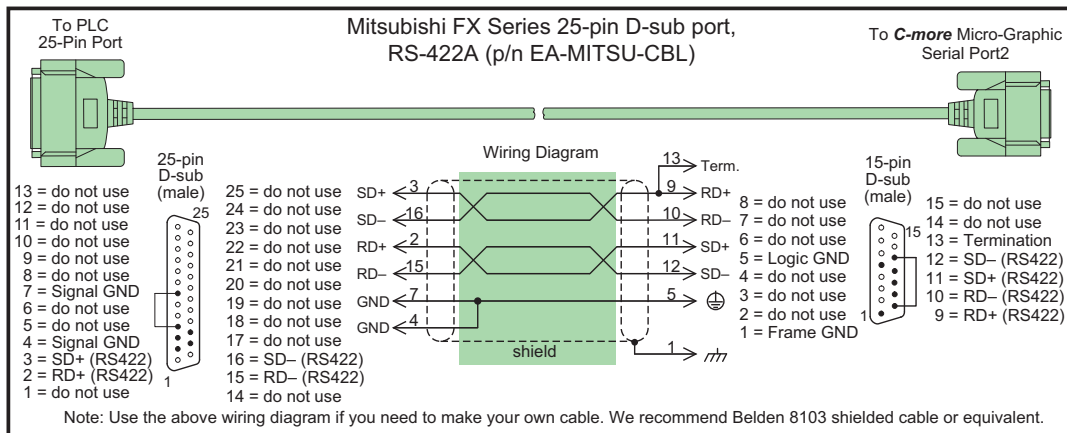 To PLC
25-Pin Port
Mitsubishi FX Series 25-pin D-sub port,
RS-422A (p/n EA-MITSU-CBL)
To C-more Micro-Graphic
Serial Port2
25-pin
D-sub
(male)
25
1
13 = do not use
12 = do not use
11 = do not use
10 = do not use
9 = do not use
8 = do not use
7 = Signal GND
6 = do not use
5 = do not use
4 = Signal GND
3 = SD+ (RS422)
2 = RD+ (RS422)
1 = do not use
25 = do not use
24 = do not use
23 = do not use
22 = do not use
21 = do not use
20 = do not use
19 = do not use
18 = do not use
17 = do not use
16 = SD– (RS422)
15 = RD– (RS422)
14 = do not use
Wiring Diagram
13 Term.
SD+ 3 9 RD+
SD– 16 10 RD–
RD+ 2 11 SD+
RD– 15 12 SD–
GND 7 5
GND 4
shield
1
8 = do not use
7 = do not use
6 = do not use
5 = Logic GND
4 = do not use
3 = do not use
2 = do not use
1 = Frame GND
15-pin
D-sub
(male)
15
1
15 = do not use
14 = do not use
13 = Termination
12 = SD– (RS422)
11 = SD+ (RS422)
10 = RD– (RS422)
9 = RD+ (RS422)
Note: Use the above wiring diagram if you need to make your own cable. We recommend Belden 8103 shielded cable or equivalent.